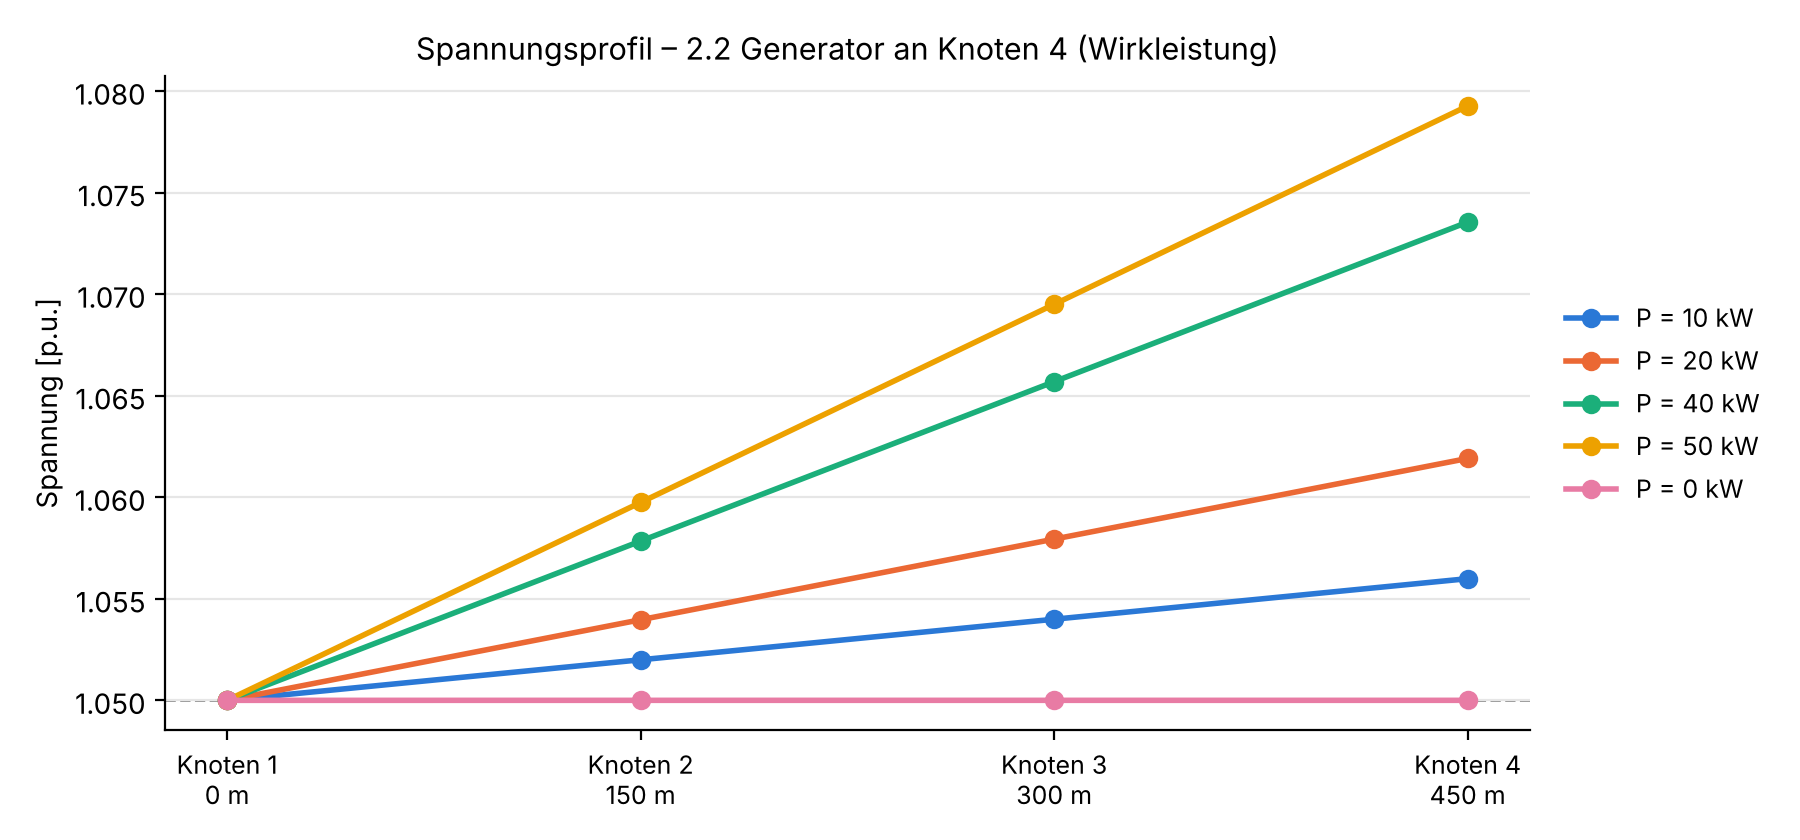 Spannungsprofil – 2.2 Generator an Knoten 4 (Wirkleistung)
Spannung [p.u.]
1.080
1.075
1.070
1.065
1.060
1.055
1.050
Knoten 1
0 m
Knoten 2
150 m
Knoten 3
300 m
Knoten 4
450 m
P = 10 kW
P = 20 kW
P = 40 kW
P = 50 kW
P = 0 kW